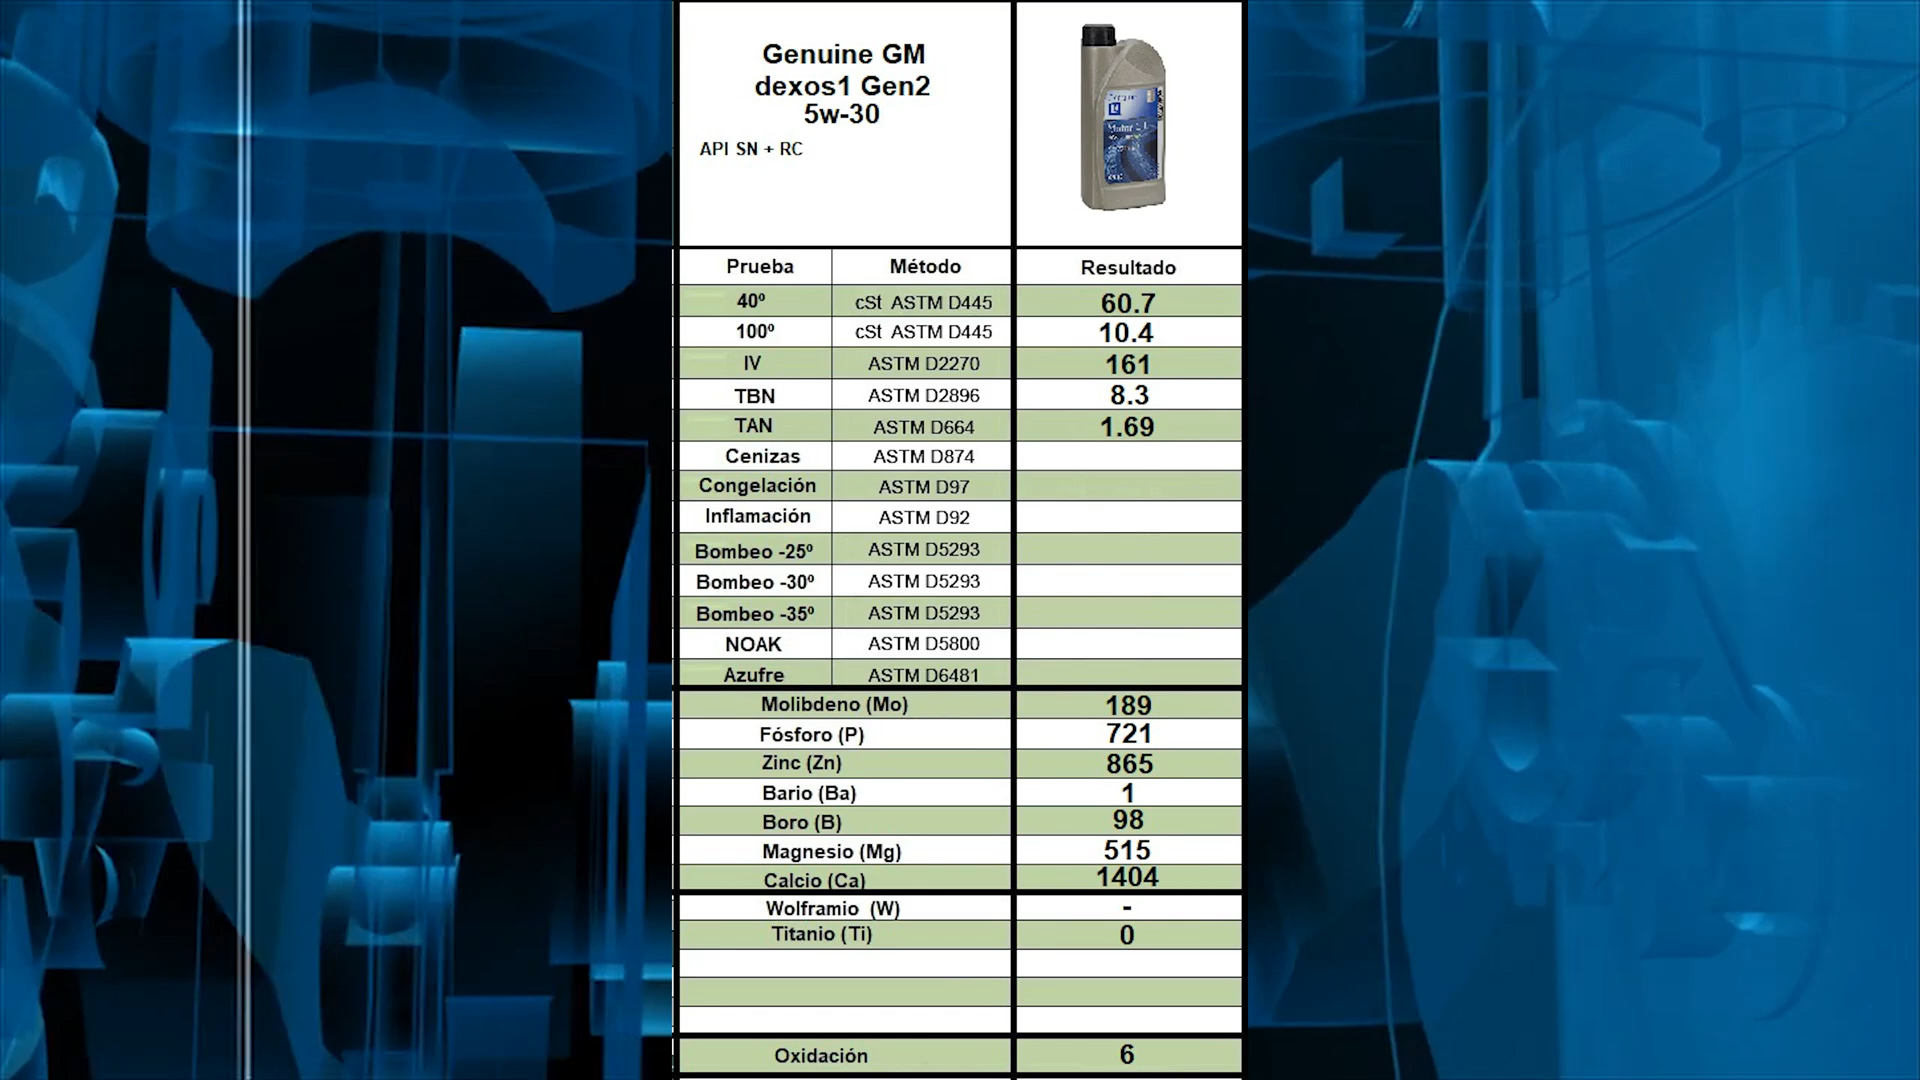 Genuine GM
dexos1 Gen2
5w-30
API SN + RC
Prueba Método Resultado
40º cSt ASTM D445 60.7
100º cSt ASTM D445 10.4
IV ASTM D2270 161
TBN ASTM D2896 8.3
TAN ASTM D664 1.69
Cenizas ASTM D874
Congelación ASTM D97
Inflamación ASTM D92
Bombeo -25º ASTM D5293
Bombeo -30º ASTM D5293
Bombeo -35º ASTM D5293
NOAK ASTM D5800
Azufre ASTM D6481
Molibdeno (Mo) 189
Fósforo (P) 721
Zinc (Zn) 865
Bario (Ba) 1
Boro (B) 98
Magnesio (Mg) 515
Calcio (Ca) 1404
Wolframio (W) -
Titanio (Ti) 0
Oxidación 6